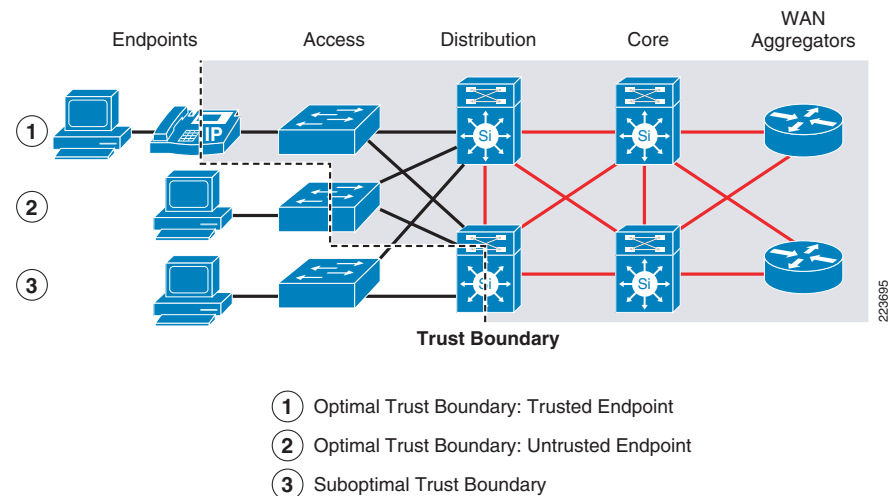 Endpoints Access Distribution Core WAN Aggregators
1
IP
Si
Si
2
3
Si
Si
Trust Boundary
223695
1 Optimal Trust Boundary: Trusted Endpoint
2 Optimal Trust Boundary: Untrusted Endpoint
3 Suboptimal Trust Boundary